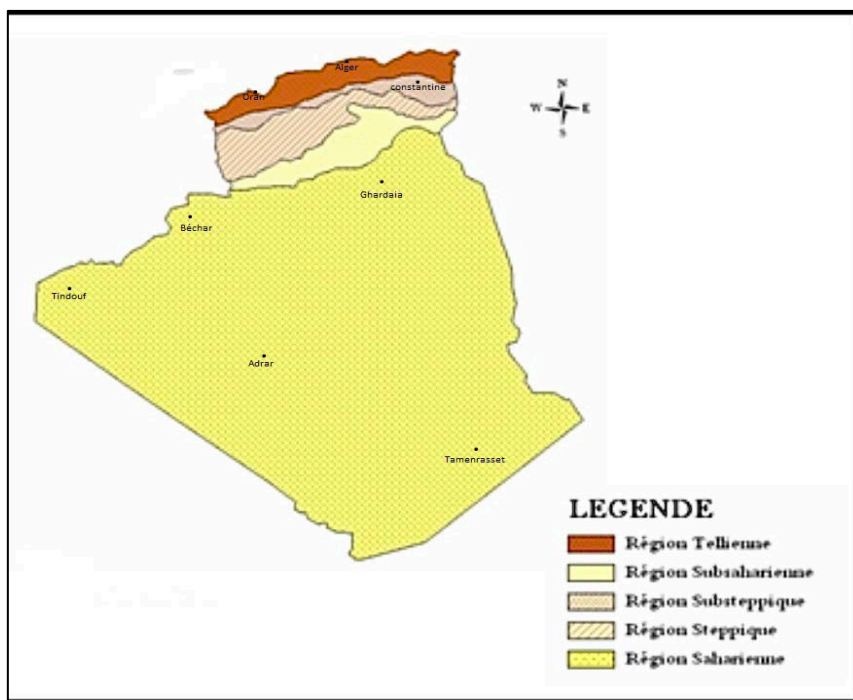 Alger
Oran
constantine
N
W E
S
Ghardaia
Béchar
Tindouf
Adrar
Tamenrasset
LEGENDE
Région Tellienne
Région Subsaharienne
Région Substeppique
Région Steppique
Région Saharienne